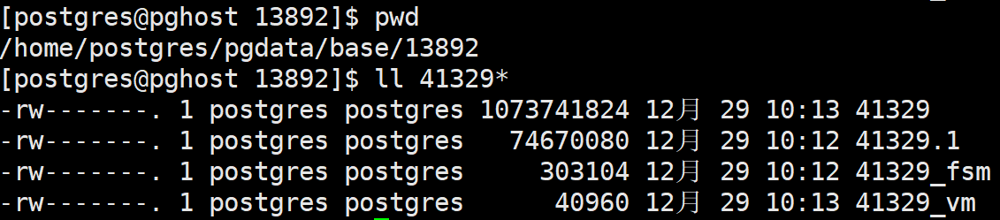 [postgres@pghost 13892]$ pwd
/home/postgres/pgdata/base/13892
[postgres@pghost 13892]$ ll 41329*
-rw-------. 1 postgres postgres 1073741824 12月 29 10:13 41329
-rw-------. 1 postgres postgres   74670080 12月 29 10:12 41329.1
-rw-------. 1 postgres postgres     303104 12月 29 10:12 41329_fsm
-rw-------. 1 postgres postgres      40960 12月 29 10:13 41329_vm